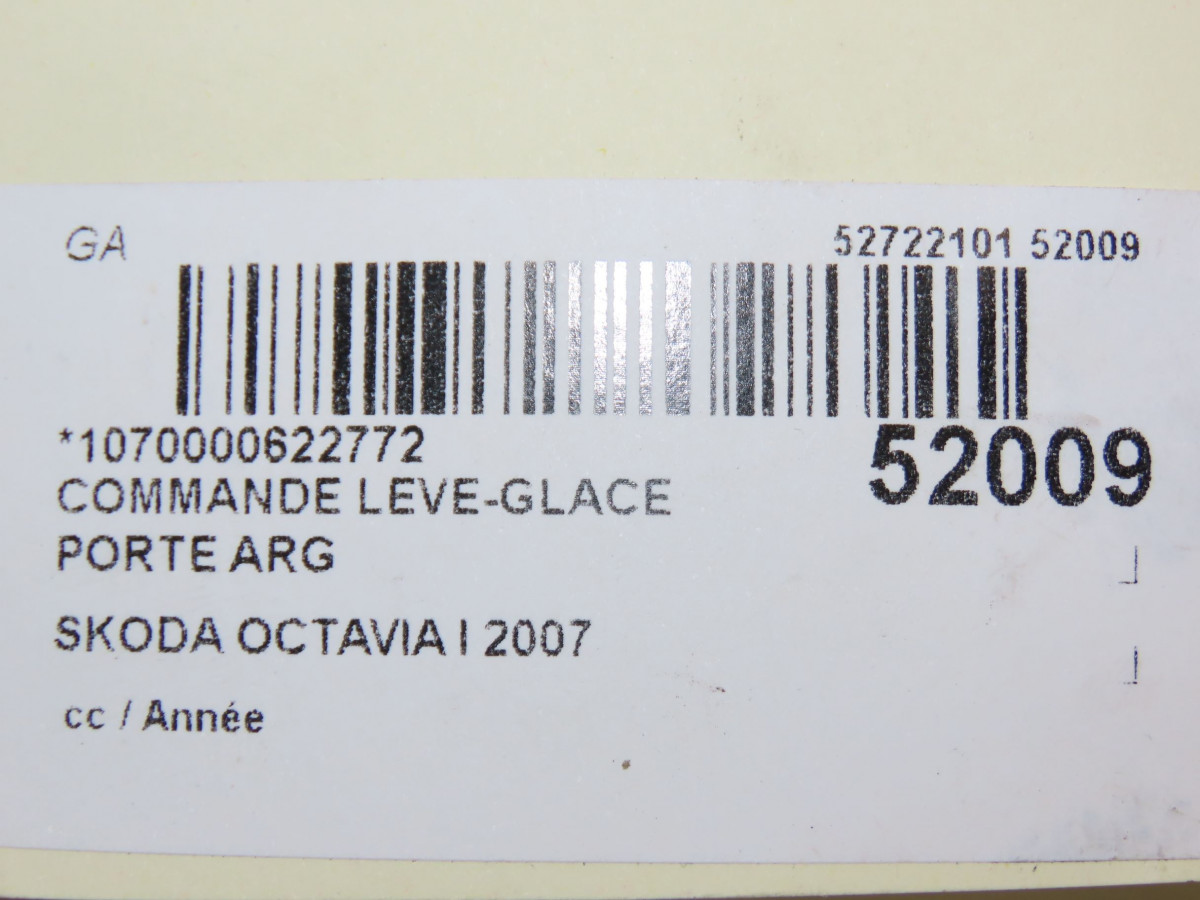 GA
52722101 52009
*1070000622772
52009
COMMANDE LEVE-GLACE
PORTE ARG
SKODA OCTAVIA I 2007
cc / Année